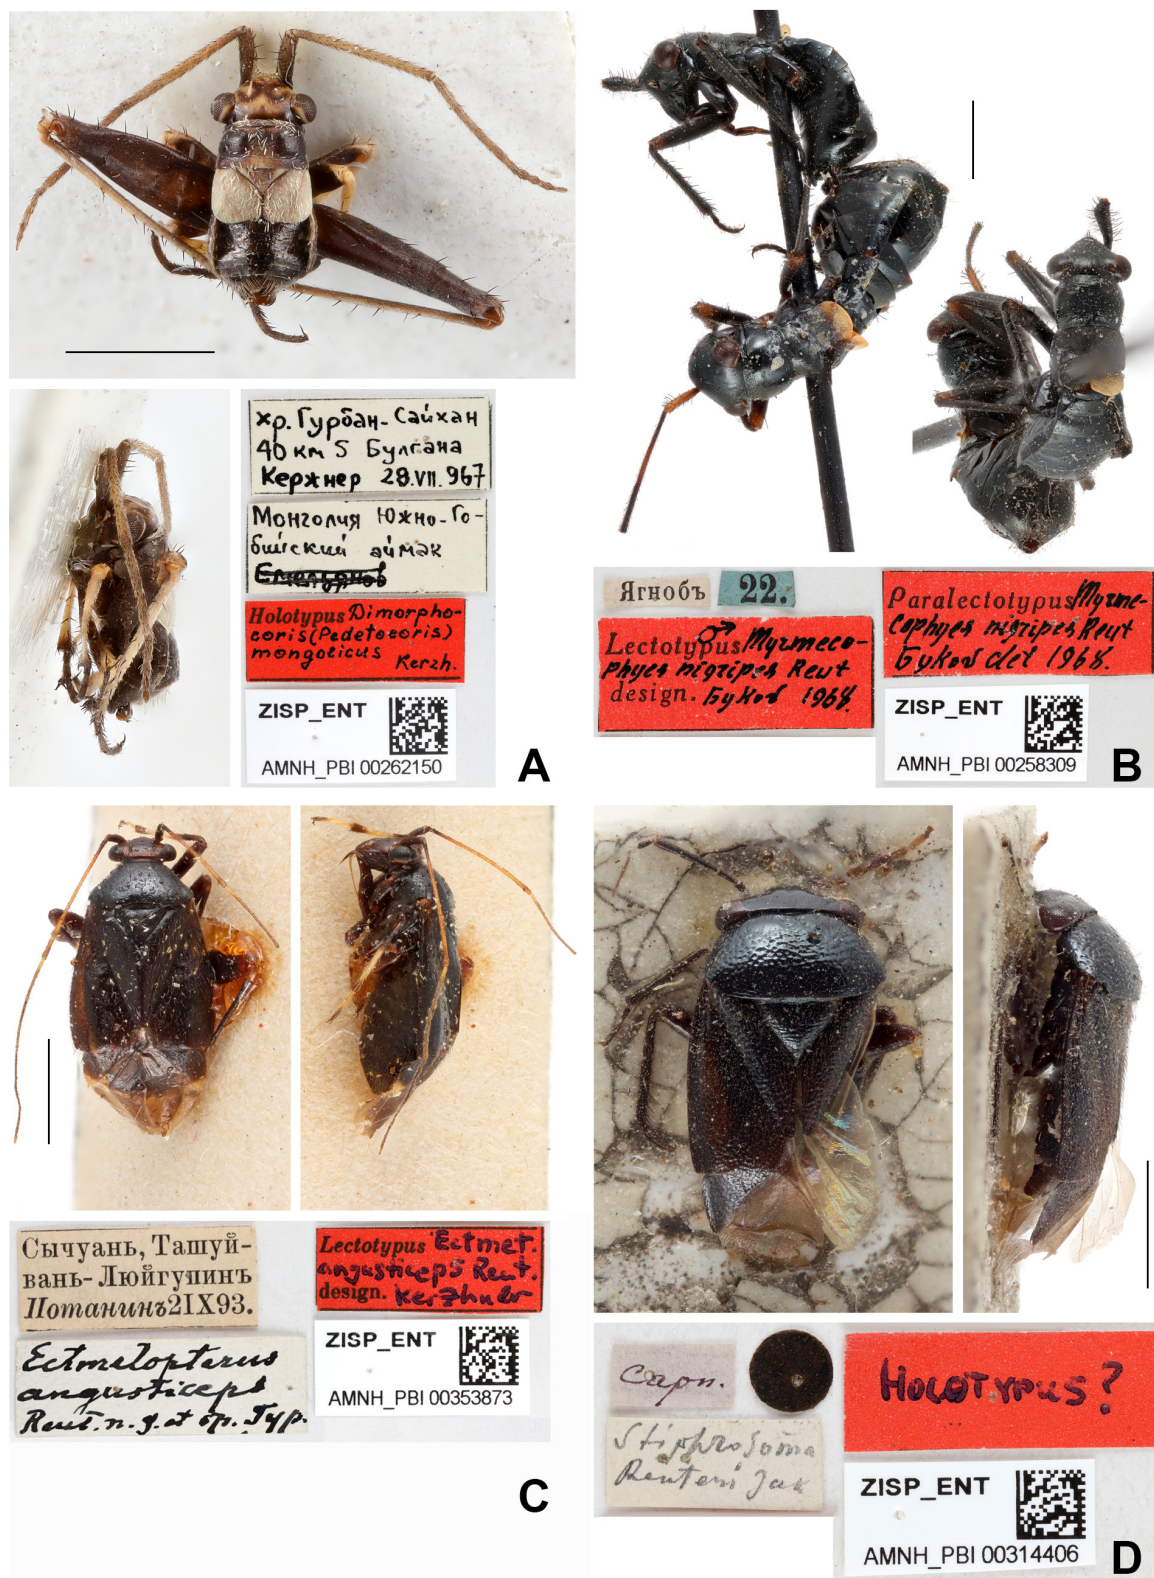 хр. Гурбан-Сайхан
40 км S Булгана
Кержнер 28.VII.967
Монголия Южно-Го-
бийский аймак
Емельянов
Holotypus Dimorpho-
coris (Pedetocoris)
mongolicus
Kerzh.
ZISP_ENT
AMNH_PBI 00262150
A
Ягнобъ
22.
Lectotypus ♂ Myrmeco-
phyes nigripes Reut
design. Быков 1968.
Paralectotypus Myrme-
cophyes nigripes Reut
Быков det 1968.
ZISP_ENT
AMNH_PBI 00258309
B
Сычуань, Ташуй-
вань-Люйгупинъ
Потанинъ 2 IX 93.
Ectmetopterus
angusticeps
Reut. n. g. et sp. Typ.
Lectotypus Ectmet.
angusticeps Reut.
design. Kerzhner
ZISP_ENT
AMNH_PBI 00353873
C
Сарп.
Stiphrosoma
Reuteri Jak
HOLOTYPUS?
ZISP_ENT
AMNH_PBI 00314406
D